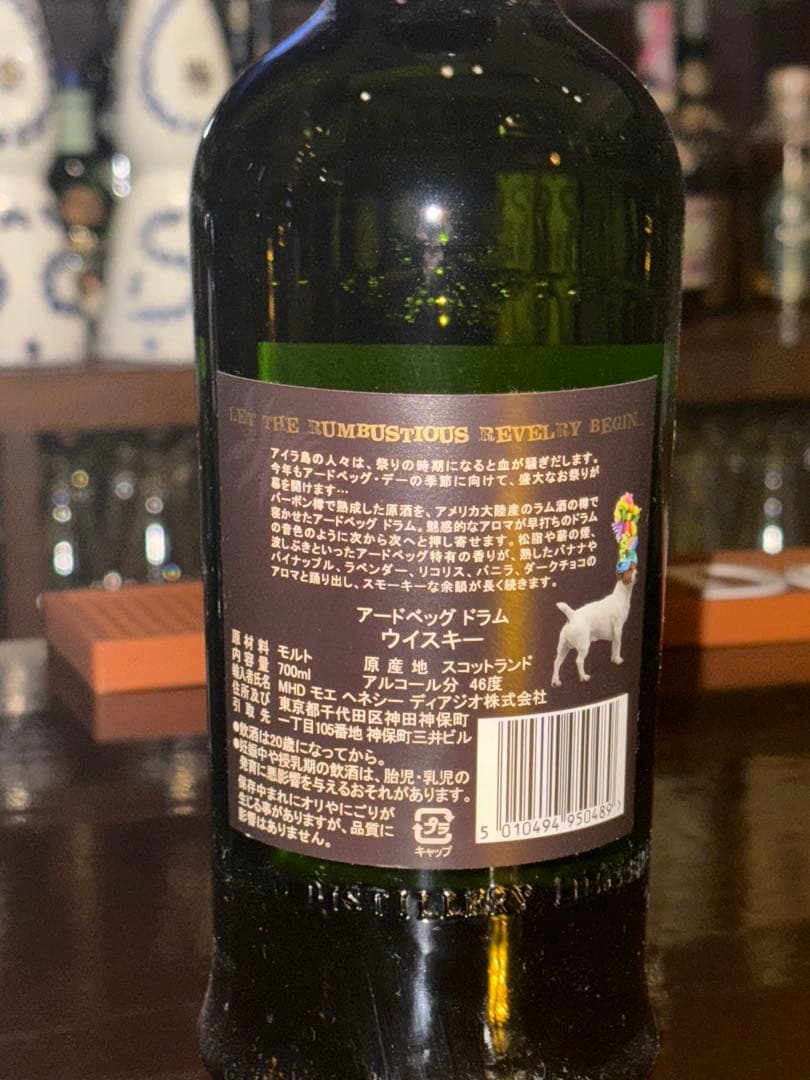 LET THE RUMBUSTIOUS REVELRY BEGIN...
アイラ島の人々は、祭りの時期になると血が騒ぎだします。
今年もアードベッグ・デーの季節に向けて、盛大なお祭りが
幕を開けます…
バーボン樽で熟成した原酒を、アメリカ大陸産のラム酒の樽で
寝かせたアードベッグ ドラム。魅惑的なアロマが早打ちのドラム
の音色のように次から次へと押し寄せます。松脂や薪の煙、
波しぶきといったアードベッグ特有の香りが、熟したバナナや
パイナップル、ラベンダー、リコリス、バニラ、ダークチョコの
アロマと踊り出し、スモーキーな余韻が長く続きます。
アードベッグ ドラム
ウイスキー
原材料 モルト 原産地 スコットランド
内容量 700ml アルコール分 46度
輸入者氏名 MHD モエ ヘネシー ディアジオ株式会社
住所及び 東京都千代田区神田神保町
引取先 一丁目105番地 神保町三井ビル
●飲酒は20歳になってから。
●妊娠中や授乳期の飲酒は、胎児・乳児の
発育に悪影響を与えるおそれがあります。
保存中まれにオリやにごりが
生じる事がありますが、品質に
影響はありません。
キャップ
5 010494 950489
DISTILLERY